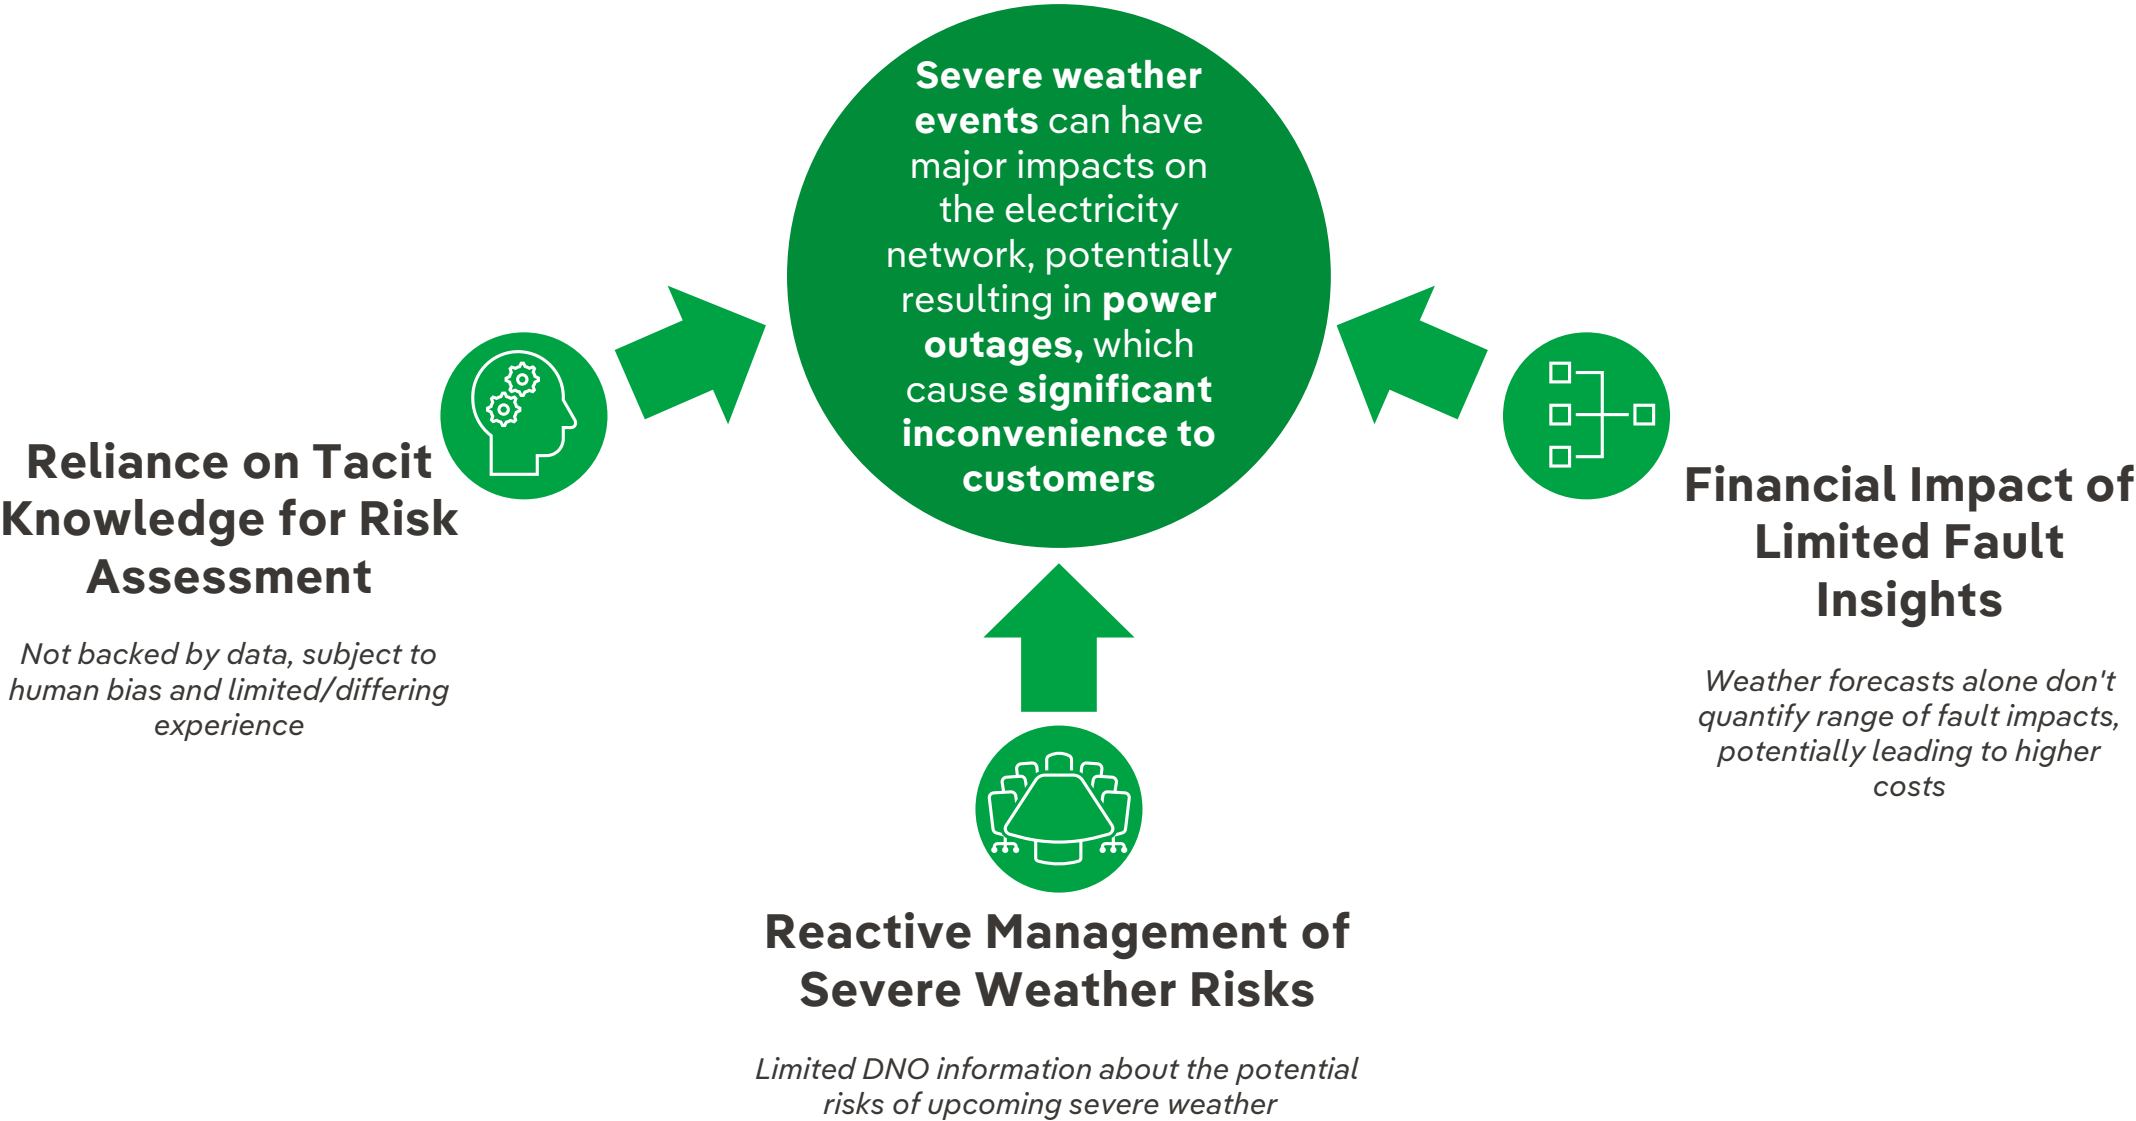 Severe weather
events can have
major impacts on
the electricity
network, potentially
resulting in power
outages, which
cause significant
inconvenience to
customers
Reliance on Tacit
Knowledge for Risk
Assessment
Not backed by data, subject to
human bias and limited/differing
experience
Financial Impact of
Limited Fault
Insights
Weather forecasts alone don't
quantify range of fault impacts,
potentially leading to higher
costs
Reactive Management of
Severe Weather Risks
Limited DNO information about the potential
risks of upcoming severe weather